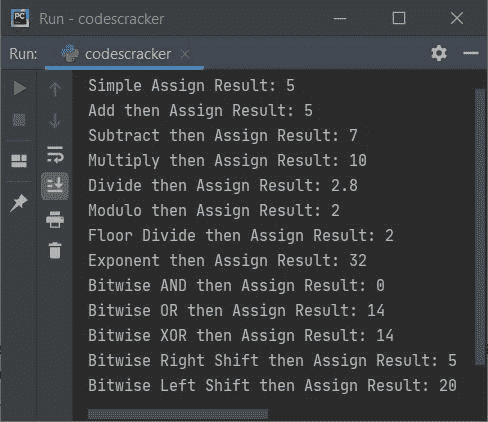 PC Run - codescracker
Run: codescracker
Simple Assign Result: 5
Add then Assign Result: 5
Subtract then Assign Result: 7
Multiply then Assign Result: 10
Divide then Assign Result: 2.8
Modulo then Assign Result: 2
Floor Divide then Assign Result: 2
Exponent then Assign Result: 32
Bitwise AND then Assign Result: 0
Bitwise OR then Assign Result: 14
Bitwise XOR then Assign Result: 14
Bitwise Right Shift then Assign Result: 5
Bitwise Left Shift then Assign Result: 20